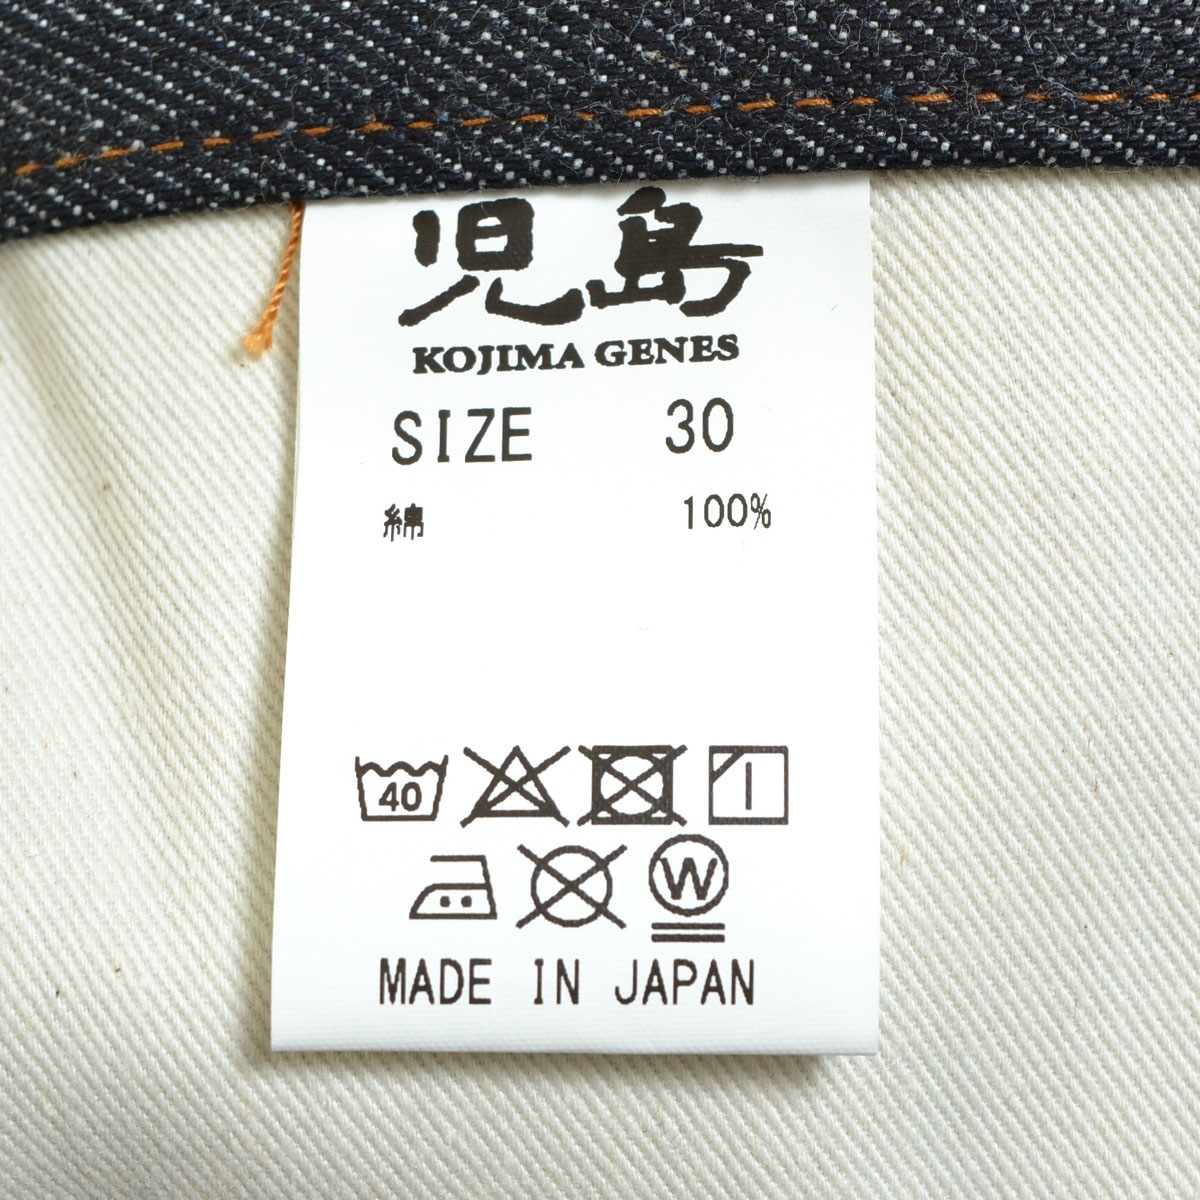 児島
KOJIMA GENES
SIZE 30
綿 100%
40
W
MADE IN JAPAN